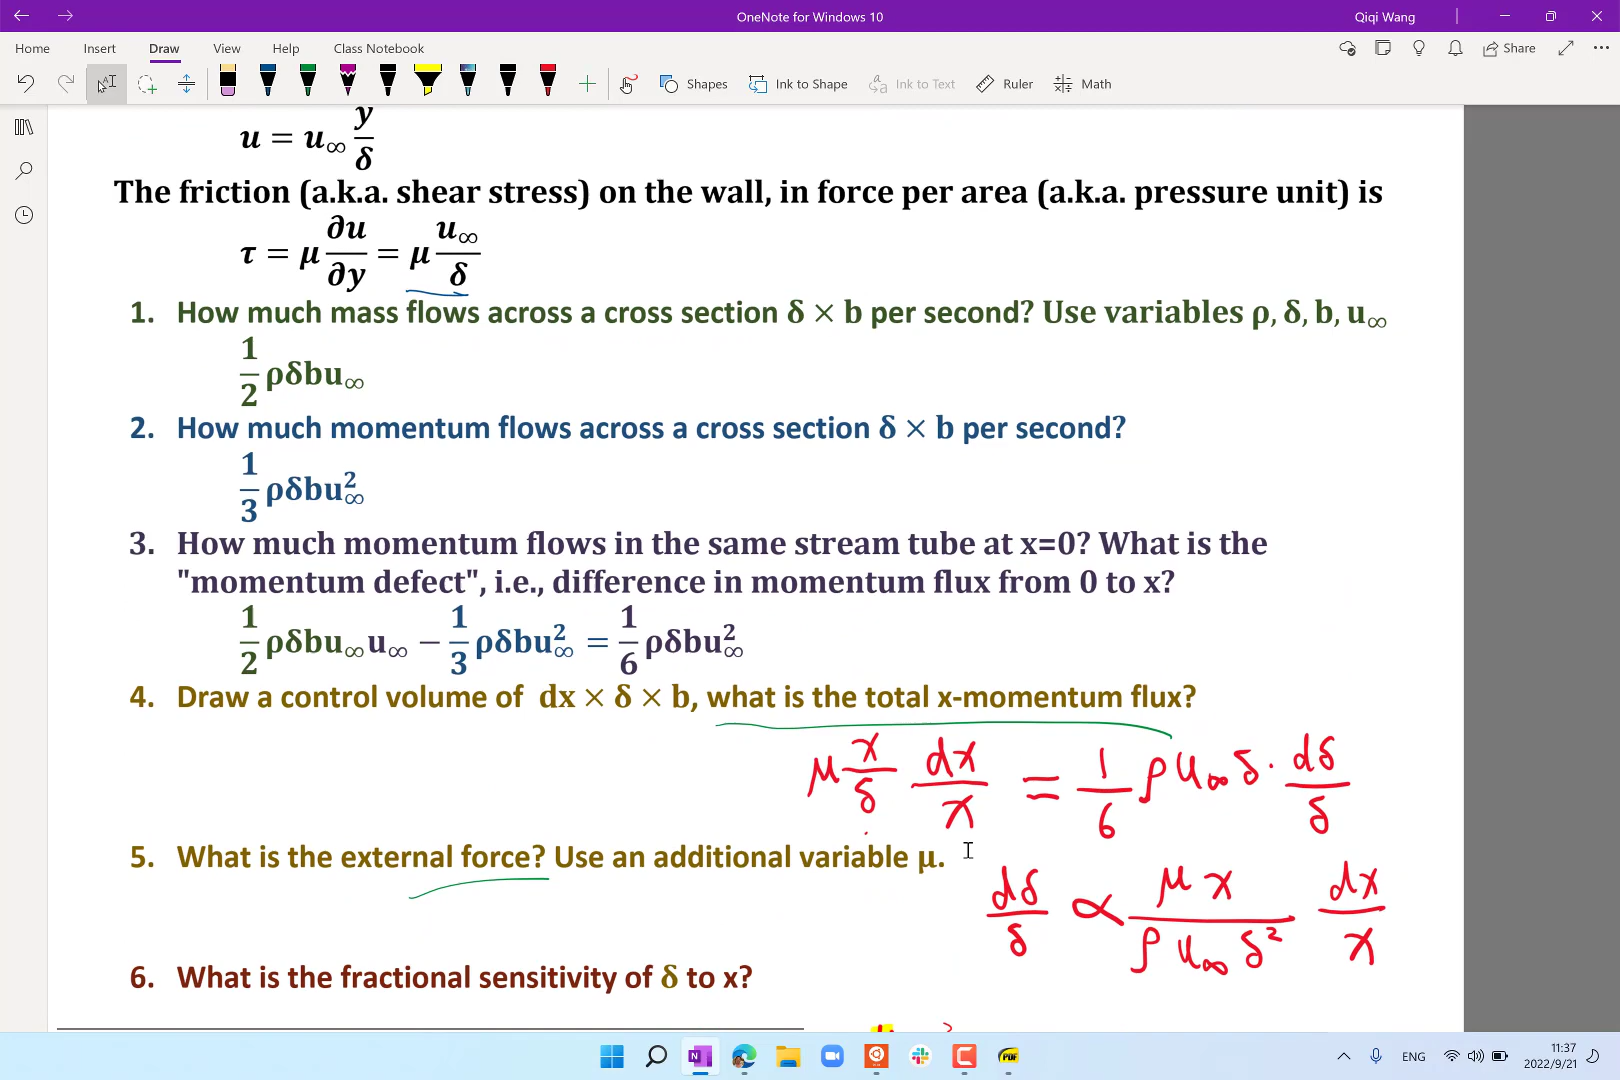 OneNote for Windows 10
Qiqi Wang
Home Insert Draw View Help Class Notebook
Share
Shapes Ink to Shape Ink to Text Ruler Math
u = u∞ y/δ
The friction (a.k.a. shear stress) on the wall, in force per area (a.k.a. pressure unit) is
τ = μ ∂u/∂y = μ u∞/δ
1. How much mass flows across a cross section δ × b per second? Use variables ρ, δ, b, u∞
1/2 ρδbu∞
2. How much momentum flows across a cross section δ × b per second?
1/3 ρδbu∞²
3. How much momentum flows in the same stream tube at x=0? What is the
"momentum defect", i.e., difference in momentum flux from 0 to x?
1/2 ρδbu∞u∞ − 1/3 ρδbu∞² = 1/6 ρδbu∞²
4. Draw a control volume of dx × δ × b, what is the total x-momentum flux?
μ x/δ dx/x = 1/6 ρ u∞ δ · dδ/δ
5. What is the external force? Use an additional variable μ.
dδ/δ ∝ μ x/ρ u∞ δ² dx/x
6. What is the fractional sensitivity of δ to x?
ENG
11:37
2022/9/21